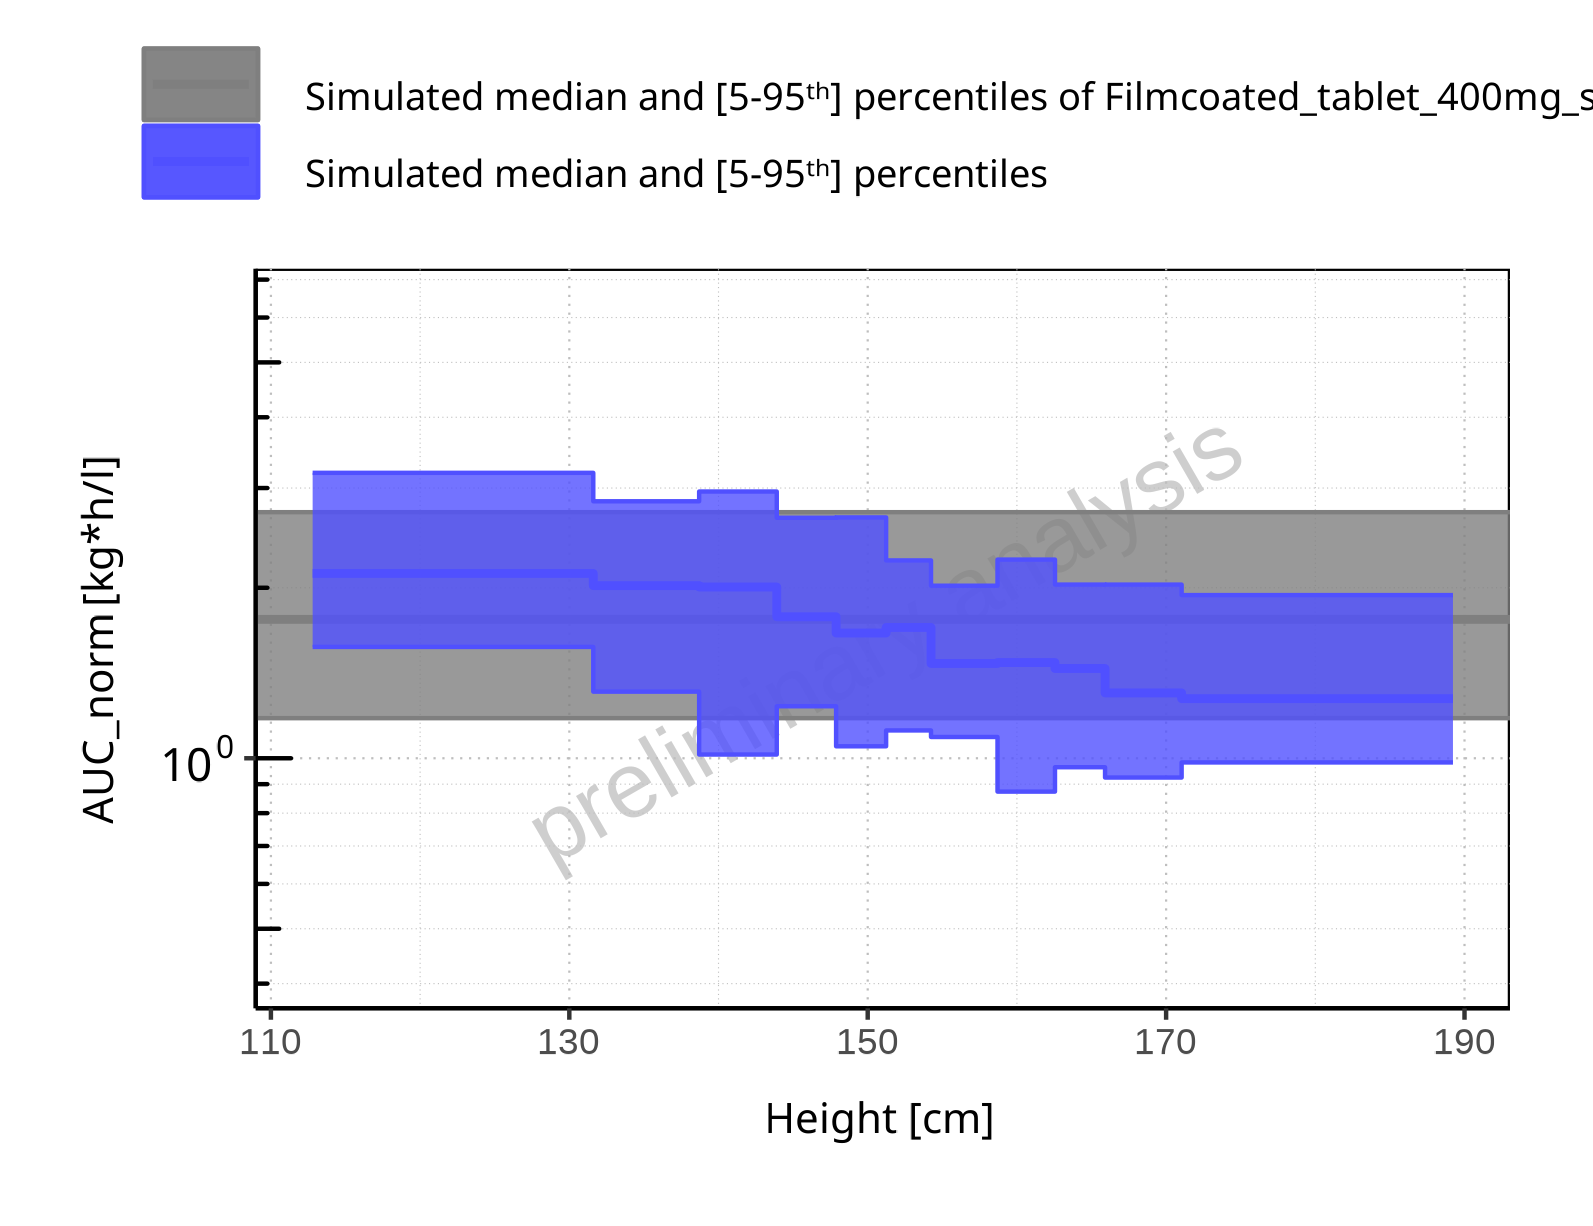 Simulated median and [5-95th] percentiles of Filmcoated_tablet_400mg_s
Simulated median and [5-95th] percentiles
AUC_norm [kg*h/l]
10^0
preliminary analysis
110 130 150 170 190
Height [cm]